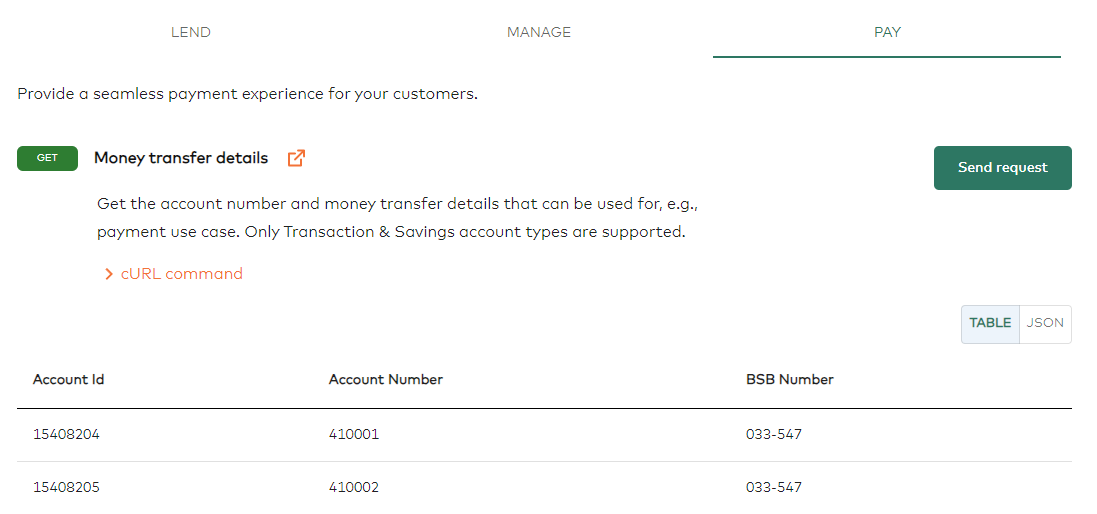 LEND MANAGE PAY
Provide a seamless payment experience for your customers.
GET Money transfer details Send request
Get the account number and money transfer details that can be used for, e.g.,
payment use case. Only Transaction & Savings account types are supported.
cURL command
TABLE JSON
Account Id Account Number BSB Number
15408204 410001 033-547
15408205 410002 033-547